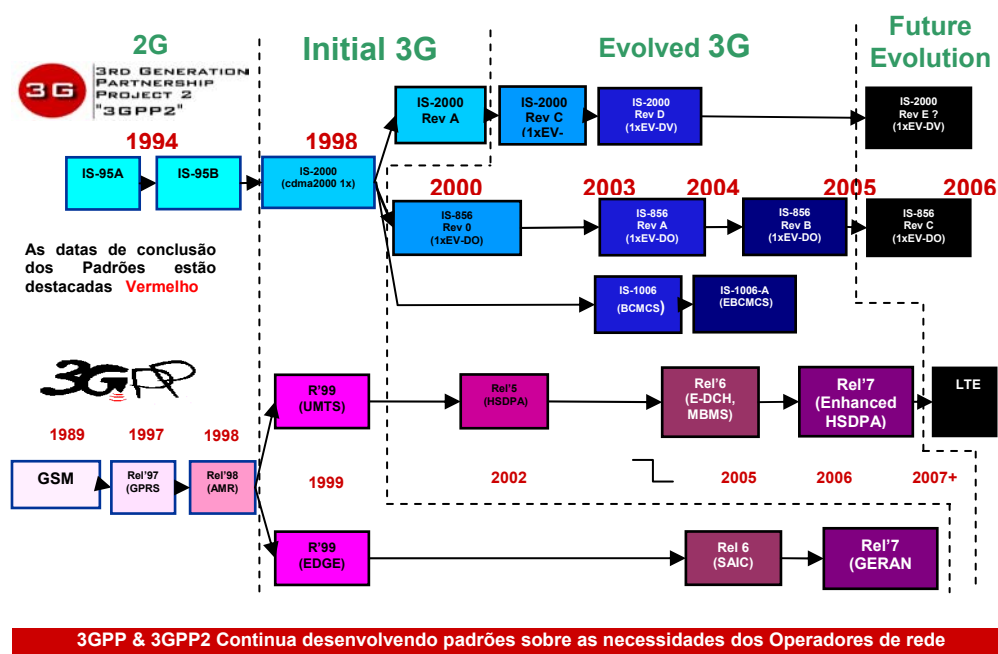 2G
Initial 3G
Evolved 3G
Future
Evolution
3G
3RD GENERATION
PARTNERSHIP
PROJECT 2
"3GPP2"
IS-2000
Rev A
IS-2000
Rev C
(1xEV-
IS-2000
Rev D
(1xEV-DV)
IS-2000
Rev E ?
(1xEV-DV)
1994
1998
IS-95A
IS-95B
IS-2000
(cdma2000 1x)
2000
2003
2004
2005
2006
IS-856
Rev 0
(1xEV-DO)
IS-856
Rev A
(1xEV-DO)
IS-856
Rev B
(1xEV-DO)
IS-856
Rev C
(1xEV-DO)
As datas de conclusão
dos Padrões estão
destacadas Vermelho
IS-1006
(BCMCS)
IS-1006-A
(EBCMCS)
3GPP
R'99
(UMTS)
Rel'5
(HSDPA)
Rel'6
(E-DCH,
MBMS)
Rel'7
(Enhanced
HSDPA)
LTE
1989
1997
1998
GSM
Rel'97
(GPRS
Rel'98
(AMR)
1999
2002
2005
2006
2007+
R'99
(EDGE)
Rel 6
(SAIC)
Rel'7
(GERAN
3GPP & 3GPP2 Continua desenvolvendo padrões sobre as necessidades dos Operadores de rede